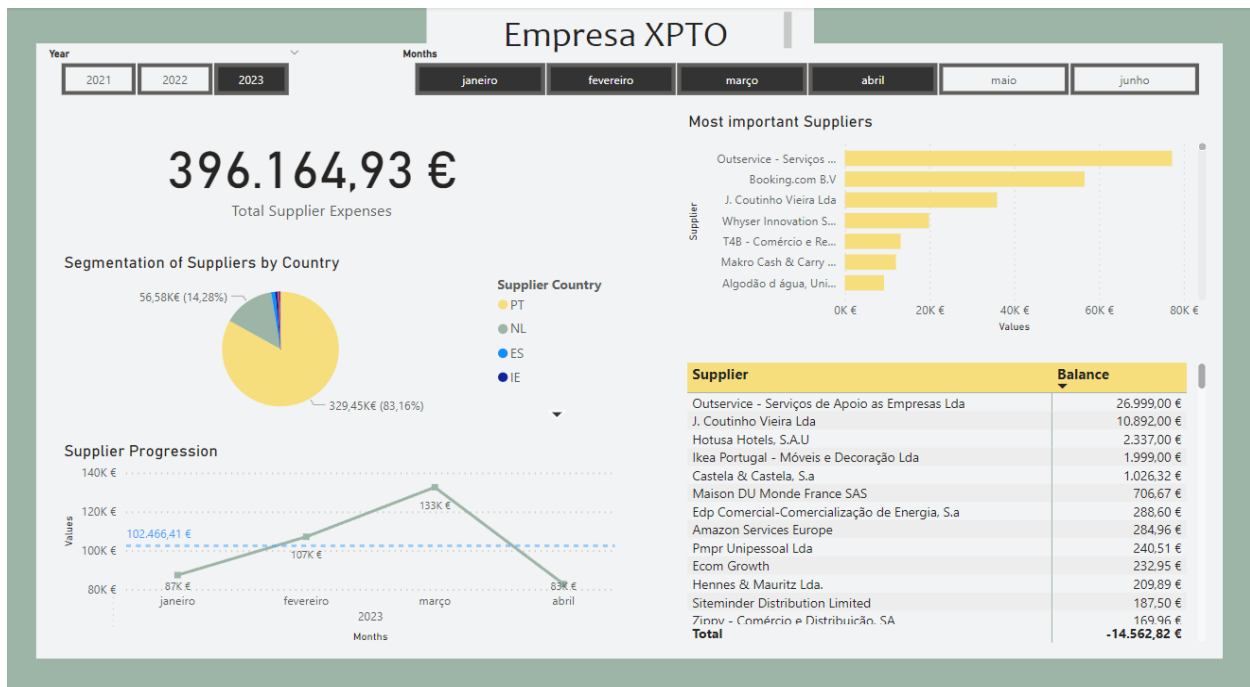 Empresa XPTO
Year
2021 2022 2023
Months
janeiro fevereiro março abril maio junho
396.164,93 €
Total Supplier Expenses
Segmentation of Suppliers by Country
56,58K€ (14,28%)
329,45K€ (83,16%)
Supplier Country
PT
NL
ES
IE
Supplier Progression
Values
140K €
120K €
100K €
80K €
102.466,41 €
87K €
107K €
133K €
83K €
janeiro fevereiro março abril
2023
Months
Most important Suppliers
Supplier
Outservice - Serviços ...
Booking.com B.V
J. Coutinho Vieira Lda
Whyser Innovation S...
T4B - Comércio e Re...
Makro Cash & Carry ...
Algodão d água, Uni...
0K € 20K € 40K € 60K € 80K €
Values
Supplier Balance
Outservice - Serviços de Apoio as Empresas Lda 26.999,00 €
J. Coutinho Vieira Lda 10.892,00 €
Hotusa Hotels, S.A.U 2.337,00 €
Ikea Portugal - Móveis e Decoração Lda 1.999,00 €
Castela & Castela, S.a 1.026,32 €
Maison DU Monde France SAS 706,67 €
Edp Comercial-Comercialização de Energia, S.a 288,60 €
Amazon Services Europe 284,96 €
Pmpr Unipessoal Lda 240,51 €
Ecom Growth 232,95 €
Hennes & Mauritz Lda. 209,89 €
Siteminder Distribution Limited 187,50 €
Zippy - Comércio e Distribuição, SA 169,96 €
Total -14.562,82 €